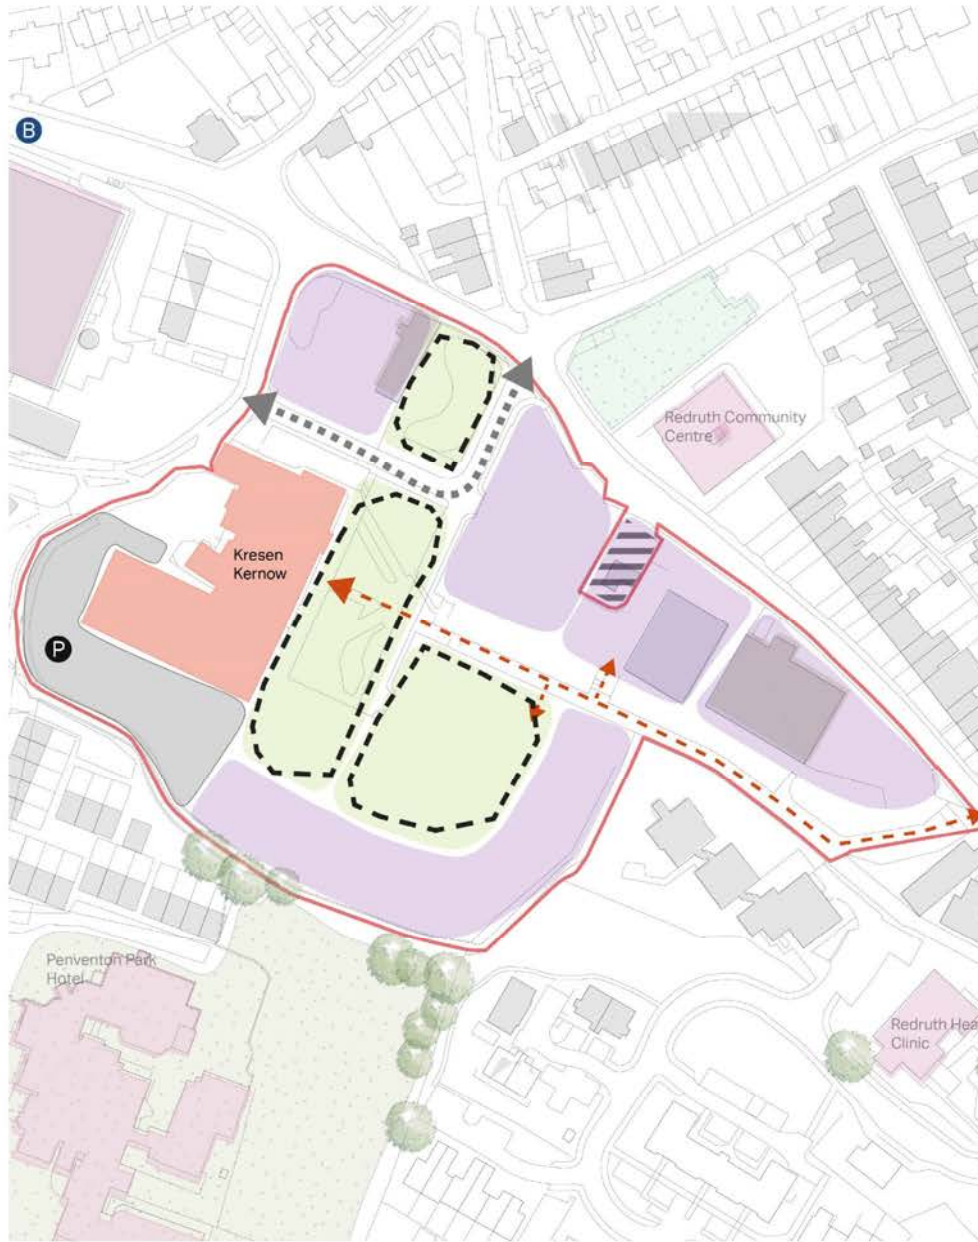 B
Redruth Community
Centre
Kresen
Kernow
P
Penventon Park
Hotel
Redruth Hea
Clinic